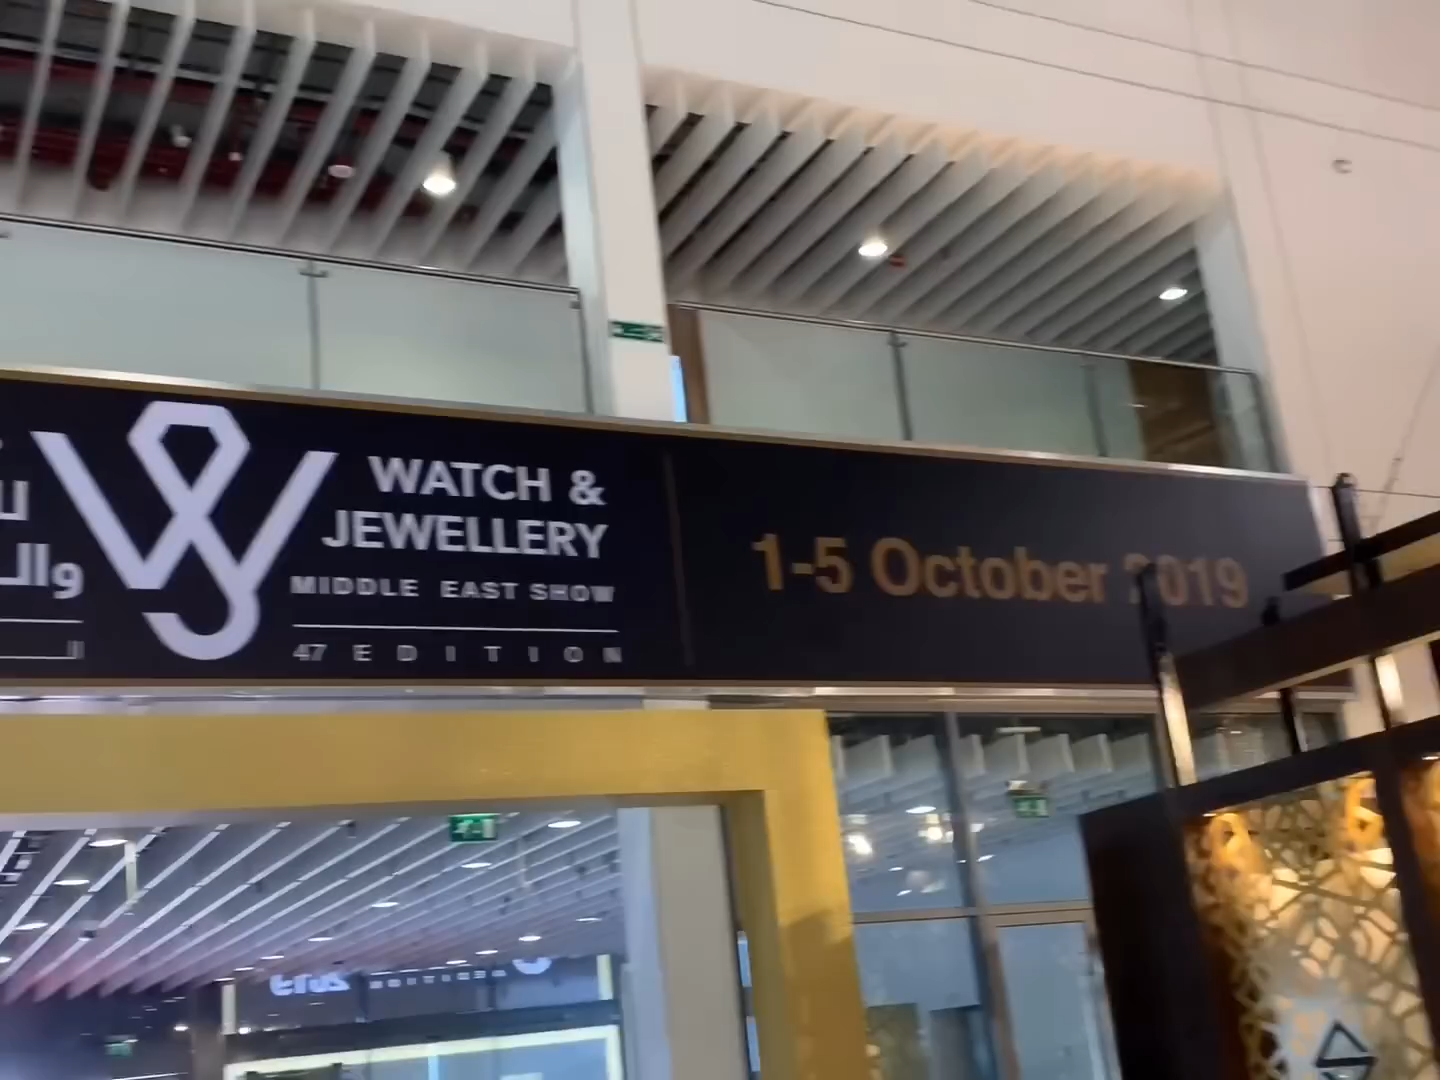 WATCH &
JEWELLERY
MIDDLE EAST SHOW
47 EDITION
1-5 October 2019